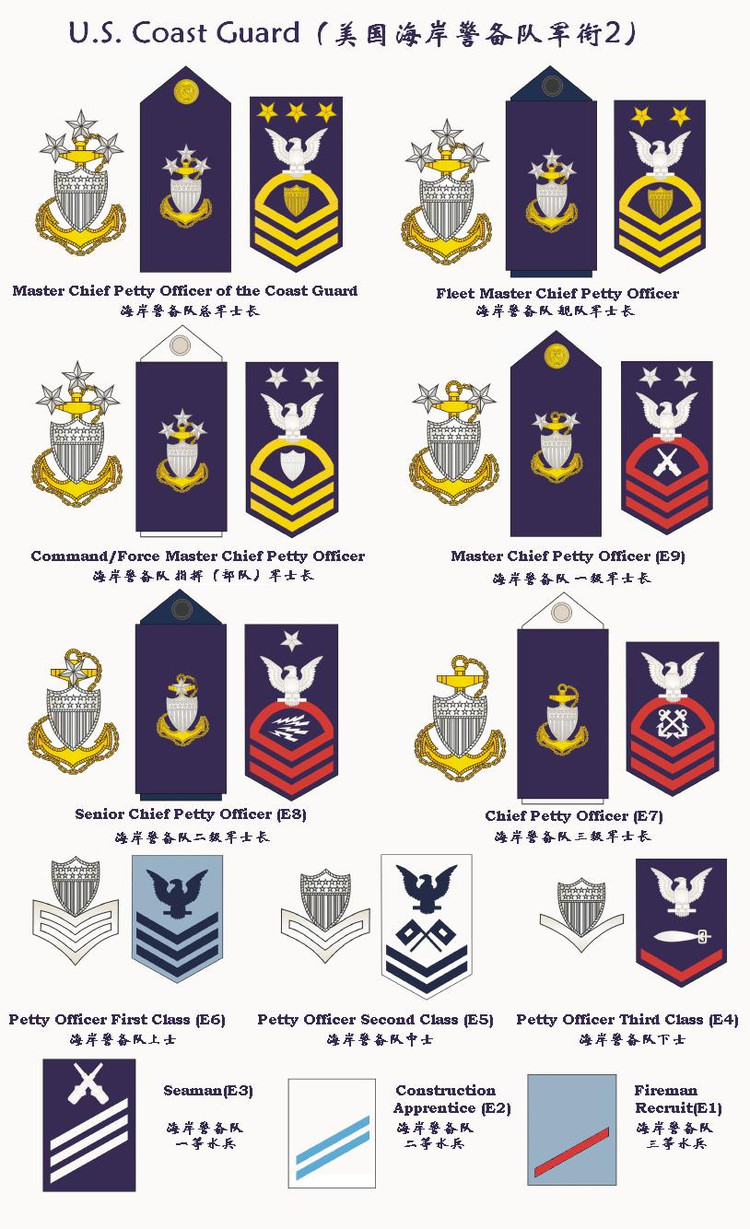 U.S. Coast Guard（美国海岸警备队军衔2）
Master Chief Petty Officer of the Coast Guard
海岸警备队总军士长
Fleet Master Chief Petty Officer
海岸警备队 舰队军士长
Command/Force Master Chief Petty Officer
海岸警备队 指挥（部队）军士长
Master Chief Petty Officer (E9)
海岸警备队 一级军士长
Senior Chief Petty Officer (E8)
海岸警备队二级军士长
Chief Petty Officer (E7)
海岸警备队 三级军士长
Petty Officer First Class (E6)
海岸警备队上士
Petty Officer Second Class (E5)
海岸警备队中士
Petty Officer Third Class (E4)
海岸警备队下士
Seaman(E3)
海岸警备队
一等水兵
Construction
Apprentice (E2)
海岸警备队
二等水兵
Fireman
Recruit(E1)
海岸警备队
三等水兵